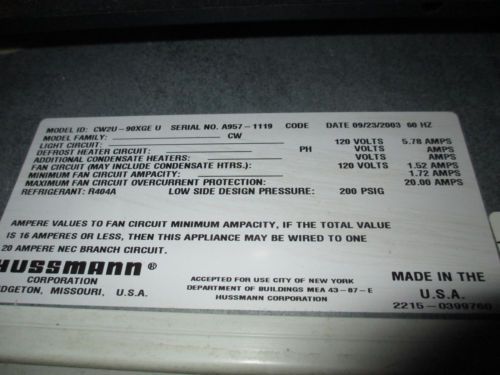 MODEL ID: CW2U-90XGE U SERIAL NO. A957-1119 CODE DATE 09/23/2003 60 HZ
MODEL FAMILY: CW
LIGHT CIRCUIT: 120 VOLTS 5.78 AMPS
DEFROST HEATER CIRCUIT: PH VOLTS AMPS
ADDITIONAL CONDENSATE HEATERS: VOLTS AMPS
FAN CIRCUIT (MAY INCLUDE CONDENSATE HTRS.): 120 VOLTS 1.52 AMPS
MINIMUM FAN CIRCUIT AMPACITY: 1.72 AMPS
MAXIMUM FAN CIRCUIT OVERCURRENT PROTECTION: 20.00 AMPS
REFRIGERANT: R404A LOW SIDE DESIGN PRESSURE: 200 PSIG
AMPERE VALUES TO FAN CIRCUIT MINIMUM AMPACITY, IF THE TOTAL VALUE
IS 16 AMPERES OR LESS, THEN THIS APPLIANCE MAY BE WIRED TO ONE
20 AMPERE NEC BRANCH CIRCUIT.
HUSSMANN®
CORPORATION
DGETON, MISSOURI, U.S.A.
ACCEPTED FOR USE CITY OF NEW YORK
DEPARTMENT OF BUILDINGS MEA 43-87-E
HUSSMANN CORPORATION
MADE IN THE
U.S.A.
2215-0399760